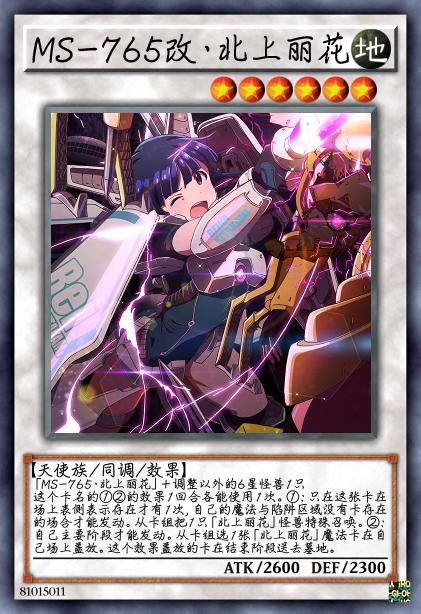 MS-765改·北上丽花
地
【天使族/同调/效果】
「MS-765·北上丽花」+调整以外的6星怪兽1只
这个卡名的①②的效果1回合各能使用1次。①：只在这张卡在
场上表侧表示存在才有1次，自己的魔法与陷阱区域没有卡存在
的场合才能发动。从卡组把1只「北上丽花」怪兽特殊召唤。②：
自己主要阶段才能发动。从卡组选1张「北上丽花」魔法卡在自
己场上盖放。这个效果盖放的卡在结束阶段送去墓地。
ATK/2600 DEF/2300
81015011